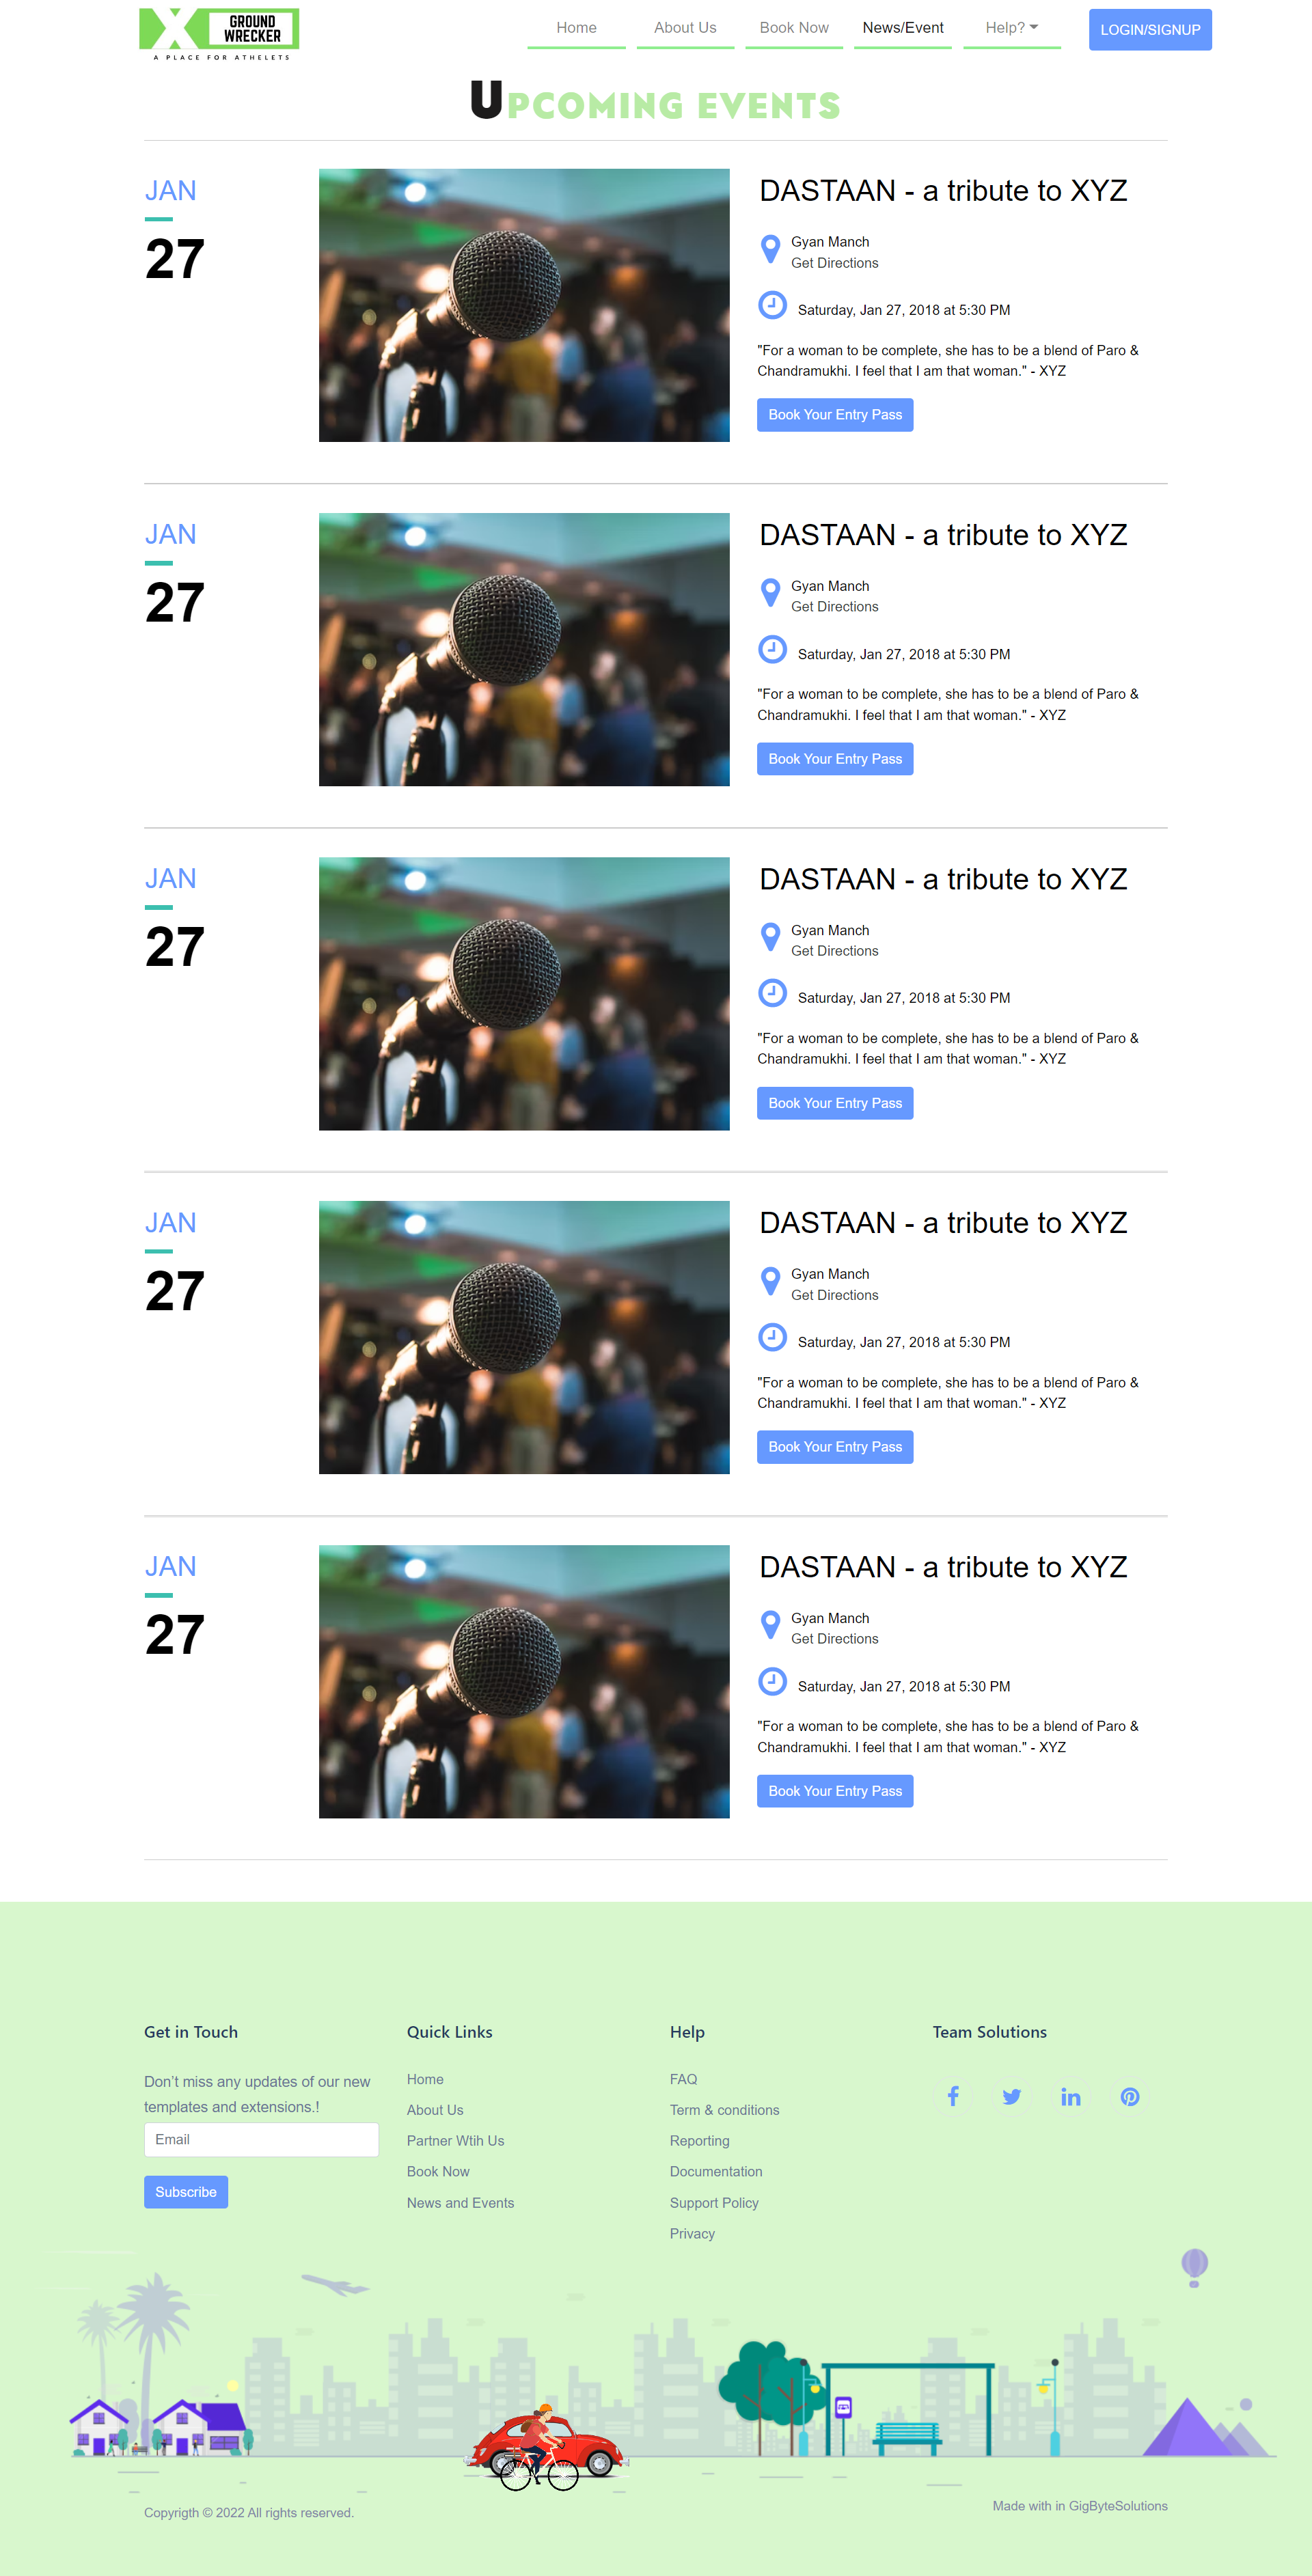 X GROUND WRECKER
A PLACE FOR ATHELETS
Home About Us Book Now News/Event Help? LOGIN/SIGNUP
UPCOMING EVENTS
JAN
27
DASTAAN - a tribute to XYZ
Gyan Manch
Get Directions
Saturday, Jan 27, 2018 at 5:30 PM
"For a woman to be complete, she has to be a blend of Paro &
Chandramukhi. I feel that I am that woman." - XYZ
Book Your Entry Pass
JAN
27
DASTAAN - a tribute to XYZ
Gyan Manch
Get Directions
Saturday, Jan 27, 2018 at 5:30 PM
"For a woman to be complete, she has to be a blend of Paro &
Chandramukhi. I feel that I am that woman." - XYZ
Book Your Entry Pass
JAN
27
DASTAAN - a tribute to XYZ
Gyan Manch
Get Directions
Saturday, Jan 27, 2018 at 5:30 PM
"For a woman to be complete, she has to be a blend of Paro &
Chandramukhi. I feel that I am that woman." - XYZ
Book Your Entry Pass
JAN
27
DASTAAN - a tribute to XYZ
Gyan Manch
Get Directions
Saturday, Jan 27, 2018 at 5:30 PM
"For a woman to be complete, she has to be a blend of Paro &
Chandramukhi. I feel that I am that woman." - XYZ
Book Your Entry Pass
JAN
27
DASTAAN - a tribute to XYZ
Gyan Manch
Get Directions
Saturday, Jan 27, 2018 at 5:30 PM
"For a woman to be complete, she has to be a blend of Paro &
Chandramukhi. I feel that I am that woman." - XYZ
Book Your Entry Pass
Get in Touch
Don't miss any updates of our new
templates and extensions.!
Email
Subscribe
Quick Links
Home
About Us
Partner Wtih Us
Book Now
News and Events
Help
FAQ
Term & conditions
Reporting
Documentation
Support Policy
Privacy
Team Solutions
Copyrigth © 2022 All rights reserved.
Made with in GigByteSolutions